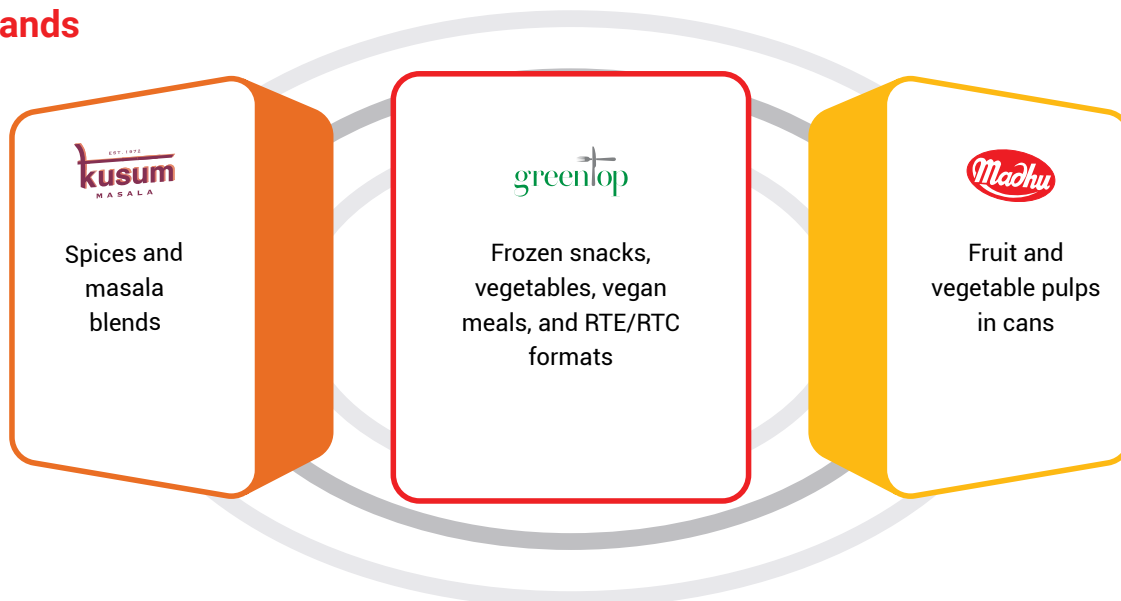 ands
EST. 1972
kusum
MASALA
Spices and
masala
blends
greentop
Frozen snacks,
vegetables, vegan
meals, and RTE/RTC
formats
Madhu
Fruit and
vegetable pulps
in cans